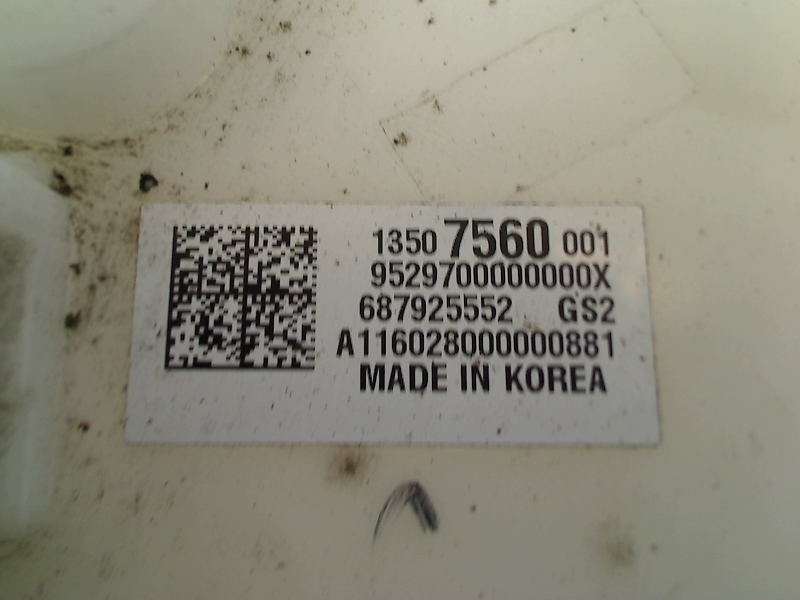 1350 7560 001
9529700000000X
687925552 GS2
A116028000000881
MADE IN KOREA